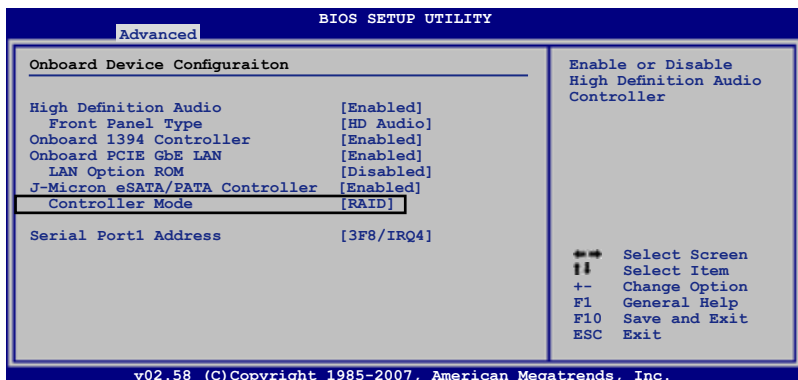 BIOS SETUP UTILITY
Advanced
Onboard Device Configuraiton
High Definition Audio [Enabled]
Front Panel Type [HD Audio]
Onboard 1394 Controller [Enabled]
Onboard PCIE GbE LAN [Enabled]
LAN Option ROM [Disabled]
J-Micron eSATA/PATA Controller [Enabled]
Controller Mode [RAID]
Serial Port1 Address [3F8/IRQ4]
Enable or Disable
High Definition Audio
Controller
←→ Select Screen
↑↓ Select Item
+- Change Option
F1 General Help
F10 Save and Exit
ESC Exit
v02.58 (C)Copyright 1985-2007, American Megatrends, Inc.